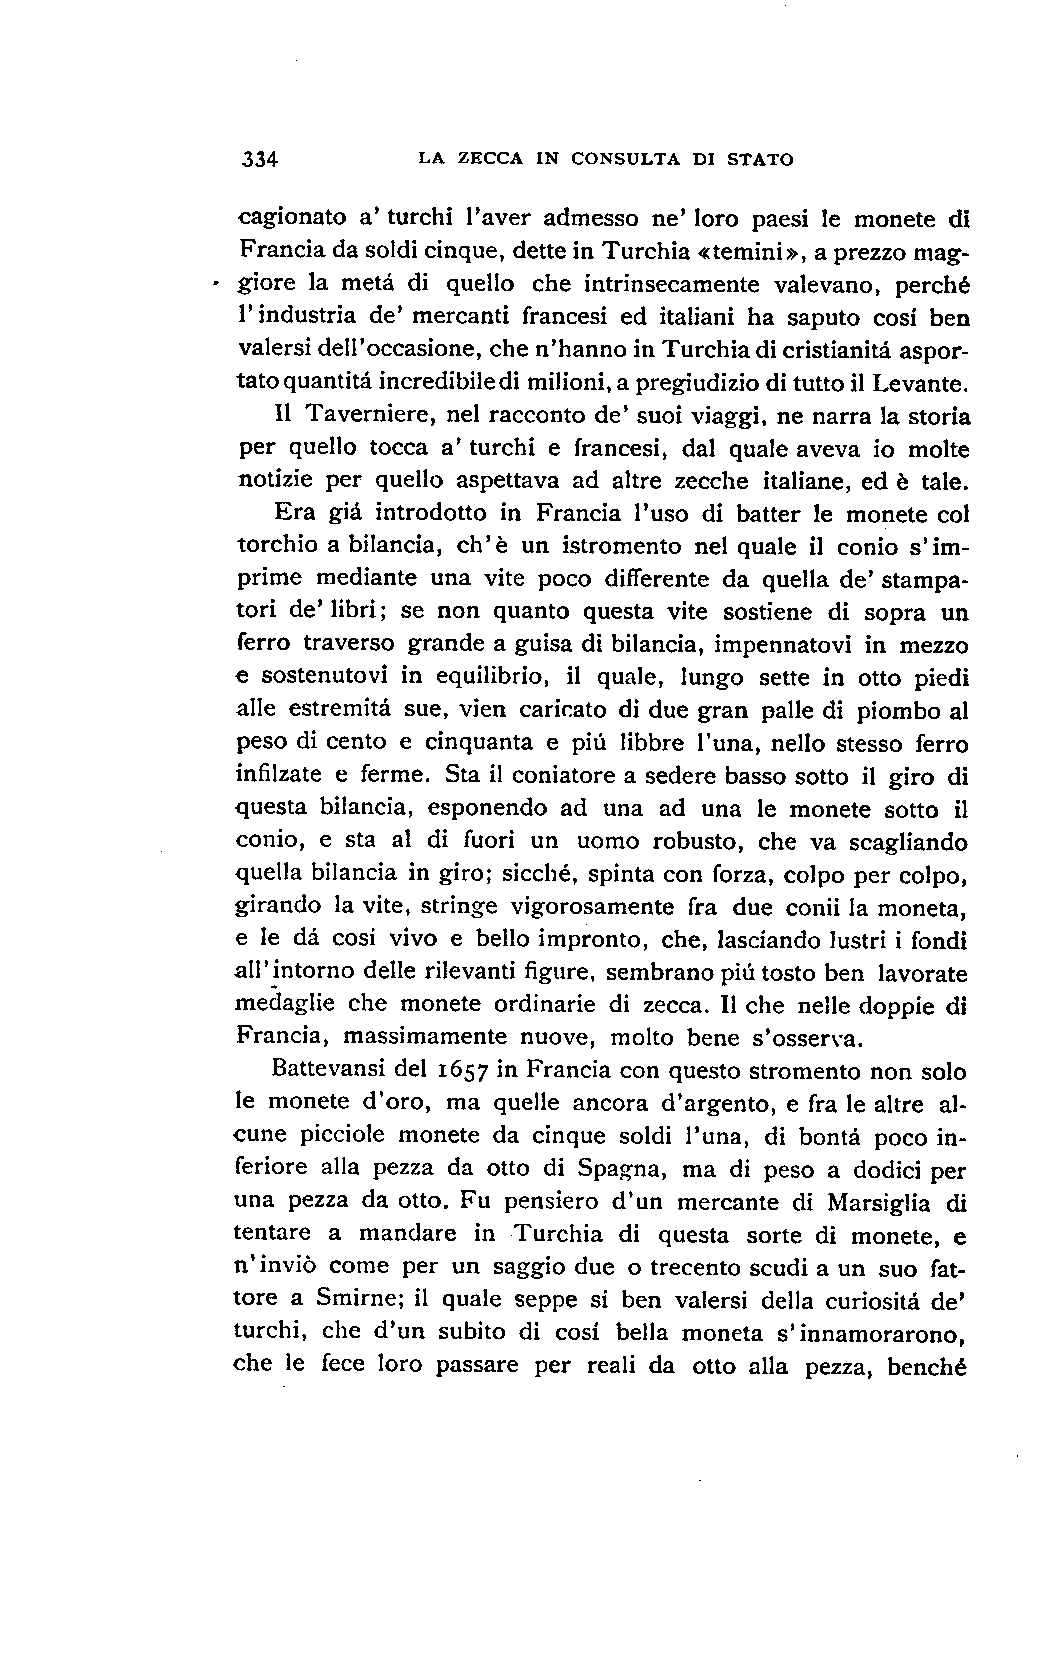 334 LA ZECCA IN CONSULTA DI STATO
cagionato a' turchi l'aver admesso ne' loro paesi le monete di
Francia da soldi cinque, dette in Turchia «temini», a prezzo mag-
giore la metá di quello che intrinsecamente valevano, perché
l'industria de' mercanti francesi ed italiani ha saputo cosí ben
valersi dell'occasione, che n'hanno in Turchia di cristianitá aspor-
tato quantitá incredibile di milioni, a pregiudizio di tutto il Levante.
Il Taverniere, nel racconto de' suoi viaggi, ne narra la storia
per quello tocca a' turchi e francesi, dal quale aveva io molte
notizie per quello aspettava ad altre zecche italiane, ed è tale.
Era giá introdotto in Francia l'uso di batter le monete col
torchio a bilancia, ch'è un istromento nel quale il conio s'im-
prime mediante una vite poco differente da quella de' stampa-
tori de' libri; se non quanto questa vite sostiene di sopra un
ferro traverso grande a guisa di bilancia, impennatovi in mezzo
e sostenutovi in equilibrio, il quale, lungo sette in otto piedi
alle estremitá sue, vien caricato di due gran palle di piombo al
peso di cento e cinquanta e piú libbre l'una, nello stesso ferro
infilzate e ferme. Sta il coniatore a sedere basso sotto il giro di
questa bilancia, esponendo ad una ad una le monete sotto il
conio, e sta al di fuori un uomo robusto, che va scagliando
quella bilancia in giro; sicché, spinta con forza, colpo per colpo,
girando la vite, stringe vigorosamente fra due conii la moneta,
e le dá cosí vivo e bello impronto, che, lasciando lustri i fondi
all'intorno delle rilevanti figure, sembrano piú tosto ben lavorate
medaglie che monete ordinarie di zecca. Il che nelle doppie di
Francia, massimamente nuove, molto bene s'osserva.
Battevansi del 1657 in Francia con questo stromento non solo
le monete d'oro, ma quelle ancora d'argento, e fra le altre al-
cune picciole monete da cinque soldi l'una, di bontá poco in-
feriore alla pezza da otto di Spagna, ma di peso a dodici per
una pezza da otto. Fu pensiero d'un mercante di Marsiglia di
tentare a mandare in Turchia di questa sorte di monete, e
n'inviò come per un saggio due o trecento scudi a un suo fat-
tore a Smirne; il quale seppe sí ben valersi della curiositá de'
turchi, che d'un subito di cosí bella moneta s'innamorarono,
che le fece loro passare per reali da otto alla pezza, benché